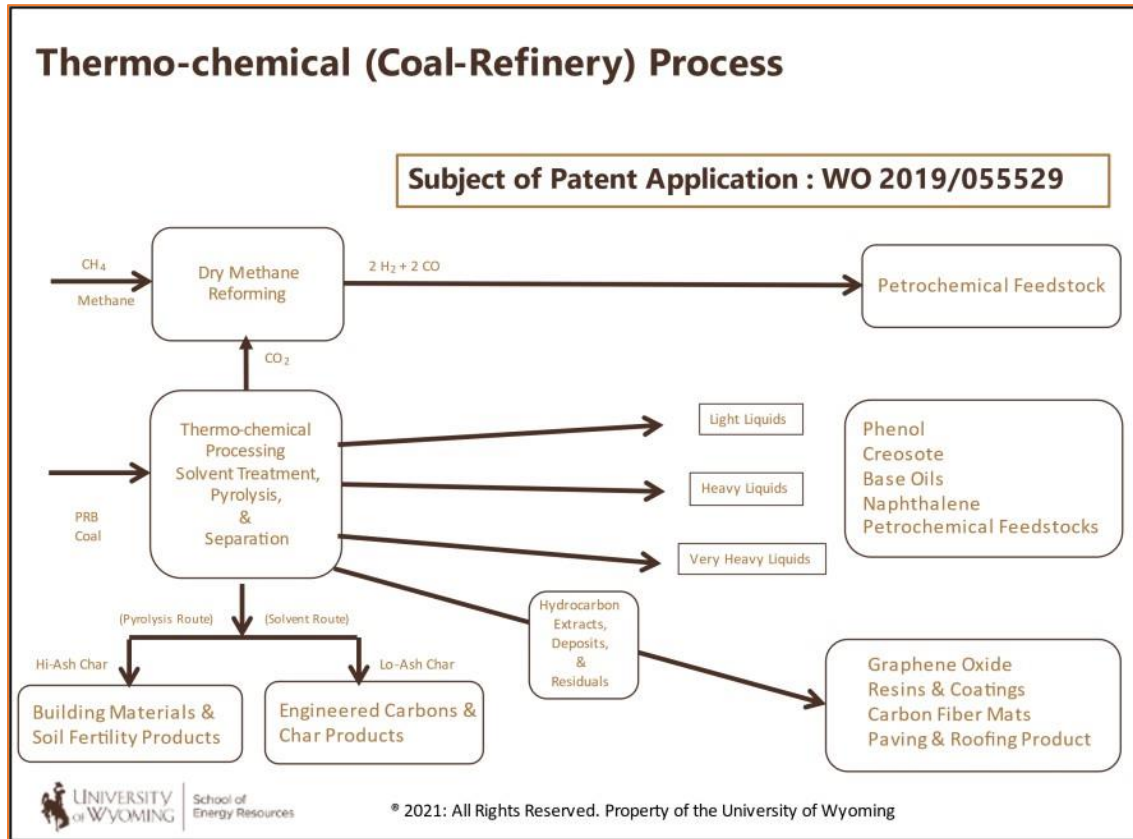 Thermo-chemical (Coal-Refinery) Process
Subject of Patent Application : WO 2019/055529
CH₄
Methane
Dry Methane
Reforming
2 H₂ + 2 CO
Petrochemical Feedstock
CO₂
PRB
Coal
Thermo-chemical
Processing
Solvent Treatment,
Pyrolysis,
&
Separation
Light Liquids
Heavy Liquids
Very Heavy Liquids
Phenol
Creosote
Base Oils
Naphthalene
Petrochemical Feedstocks
(Pyrolysis Route)
(Solvent Route)
Hi-Ash Char
Lo-Ash Char
Building Materials &
Soil Fertility Products
Engineered Carbons &
Char Products
Hydrocarbon
Extracts,
Deposits,
&
Residuals
Graphene Oxide
Resins & Coatings
Carbon Fiber Mats
Paving & Roofing Product
UNIVERSITY
OF WYOMING
School of
Energy Resources
® 2021: All Rights Reserved. Property of the University of Wyoming